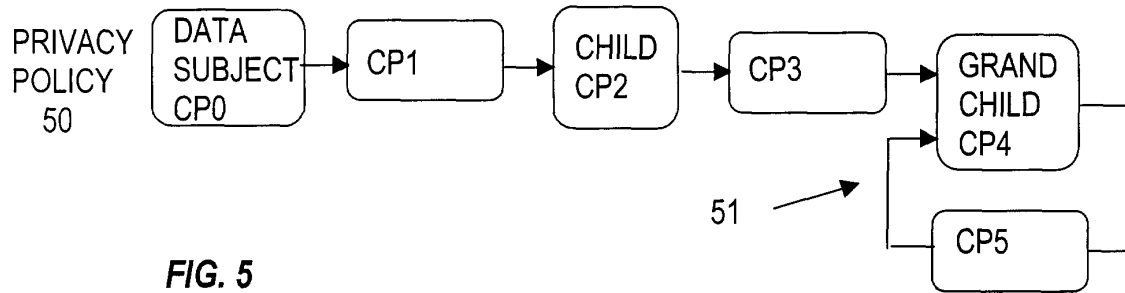 PRIVACY
POLICY
50
DATA
SUBJECT
CP0
CP1
CHILD
CP2
CP3
GRAND
CHILD
CP4
51
CP5
FIG. 5